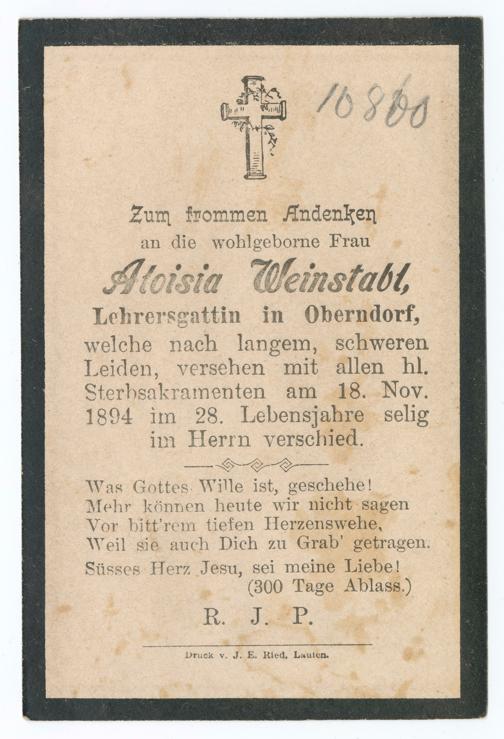 10800
Zum frommen Andenken
an die wohlgeborne Frau
Aloisia Weinstabl,
Lehrersgattin in Oberndorf,
welche nach langem, schweren
Leiden, versehen mit allen hl.
Sterbsakramenten am 18. Nov.
1894 im 28. Lebensjahre selig
im Herrn verschied.
Was Gottes Wille ist, geschehe!
Mehr können heute wir nicht sagen
Vor bitt'rem tiefen Herzenswehe,
Weil sie auch Dich zu Grab' getragen.
Süsses Herz Jesu, sei meine Liebe!
(300 Tage Ablass.)
R. J. P.
Druck v. J. E. Ried, Laufen.